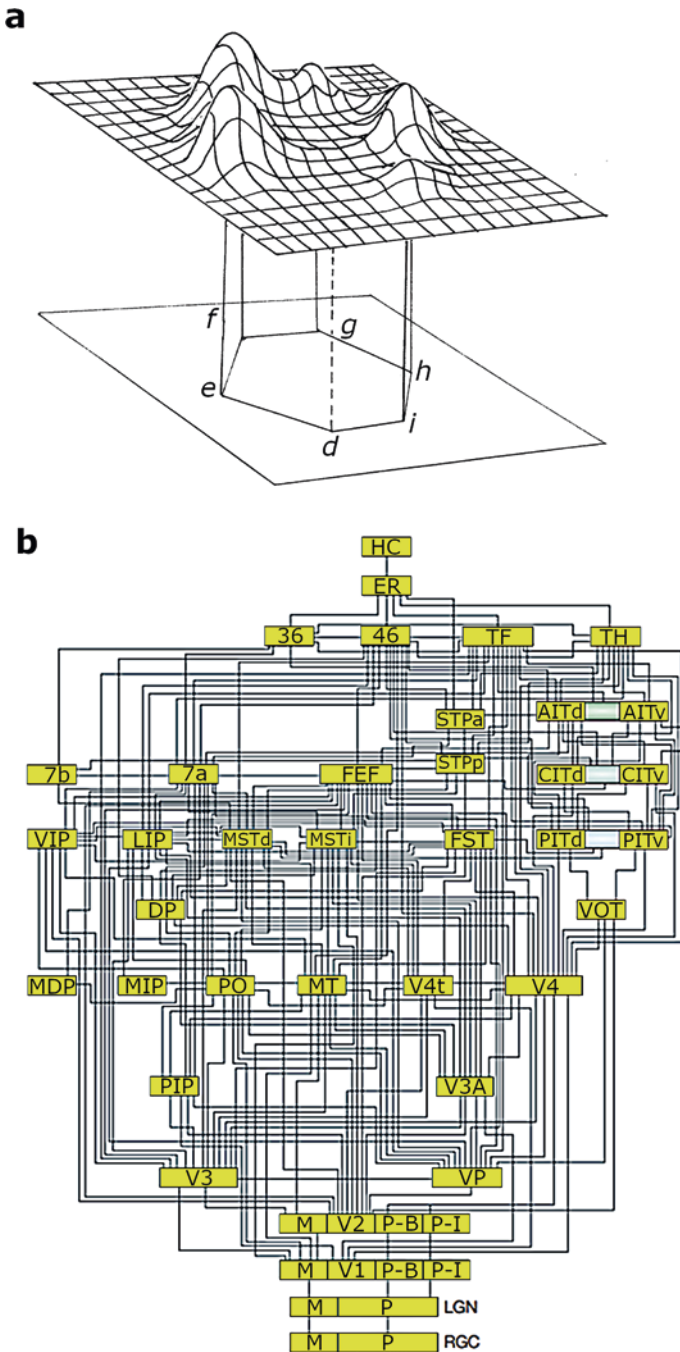 a
f
g
h
e
i
d
b
HC
ER
36 46 TF TH
STPa AITd AITv
7b 7a FEF STPp CITd CITv
VIP LIP MSTd MSTi FST PITd PITv
DP VOT
MDP MIP PO MT V4t V4
PIP V3A
V3 VP
M V2 P-B P-I
M V1 P-B P-I
M P LGN
M P RGC